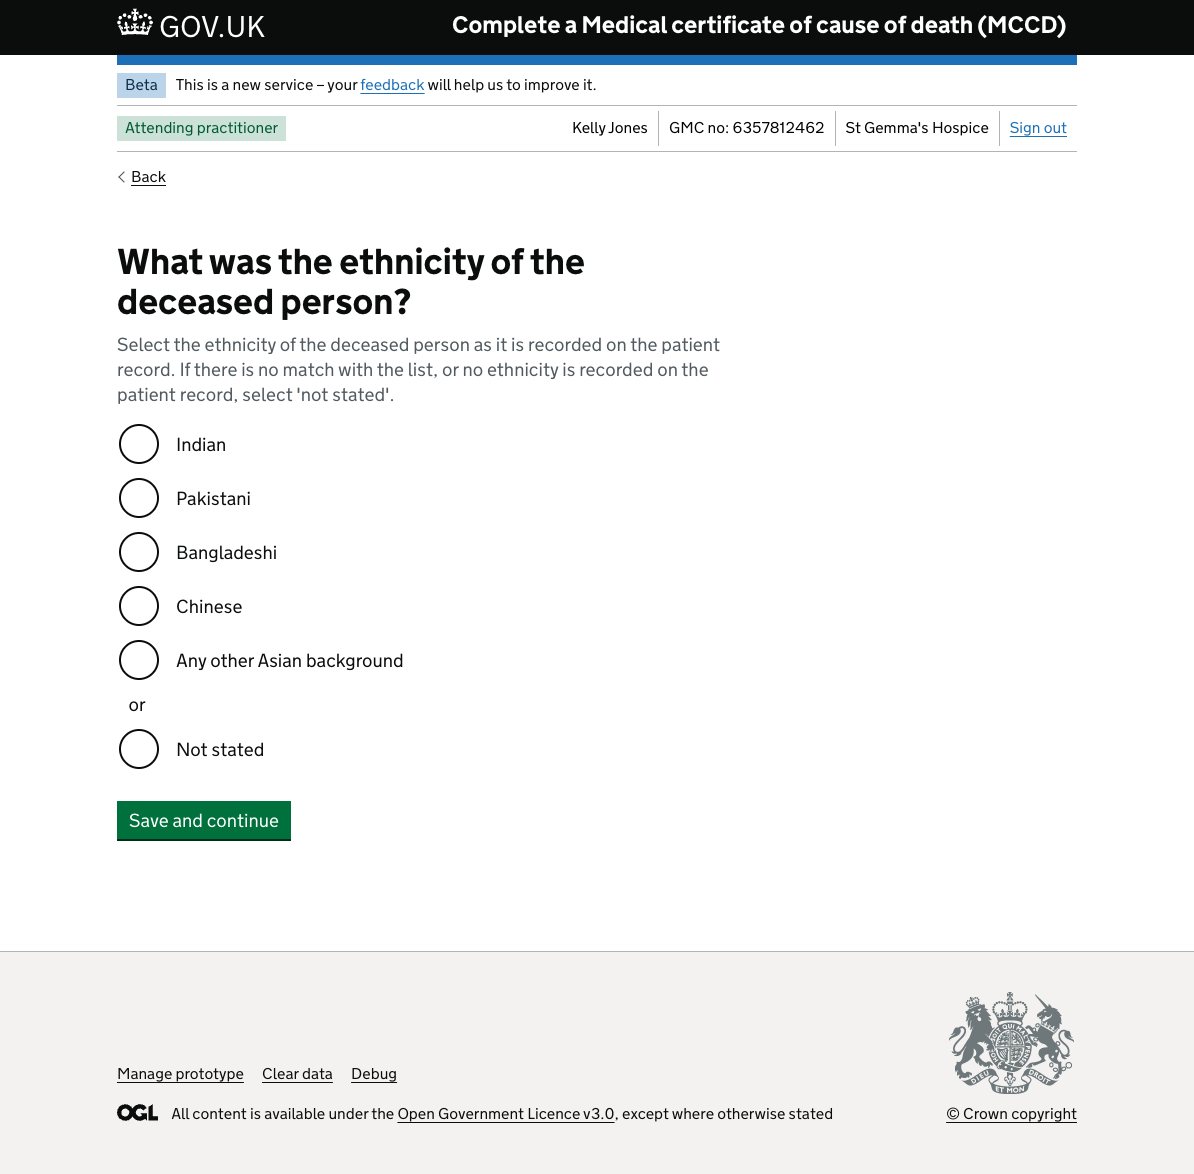 GOV.UK
Complete a Medical certificate of cause of death (MCCD)
Beta This is a new service – your feedback will help us to improve it.
Attending practitioner
Kelly Jones
GMC no: 6357812462
St Gemma's Hospice
Sign out
Back
What was the ethnicity of the
deceased person?
Select the ethnicity of the deceased person as it is recorded on the patient
record. If there is no match with the list, or no ethnicity is recorded on the
patient record, select 'not stated'.
Indian
Pakistani
Bangladeshi
Chinese
Any other Asian background
or
Not stated
Save and continue
Manage prototype Clear data Debug
OGL All content is available under the Open Government Licence v3.0, except where otherwise stated
DIEU ET MON DROIT
© Crown copyright